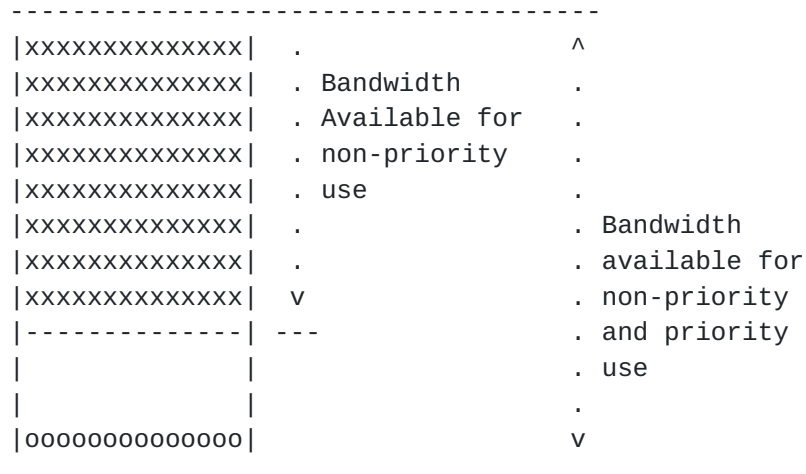 --------------------------------------
|xxxxxxxxxxxxxx|  .                 ^
|xxxxxxxxxxxxxx|  . Bandwidth       .
|xxxxxxxxxxxxxx|  . Available for   .
|xxxxxxxxxxxxxx|  . non-priority    .
|xxxxxxxxxxxxxx|  . use             .
|xxxxxxxxxxxxxx|  .                 . Bandwidth
|xxxxxxxxxxxxxx|  .                 . available for
|xxxxxxxxxxxxxx|  v                 . non-priority
|--------------| ---                . and priority
|              |                    . use
|              |                    .
|oooooooooooooo|                    v